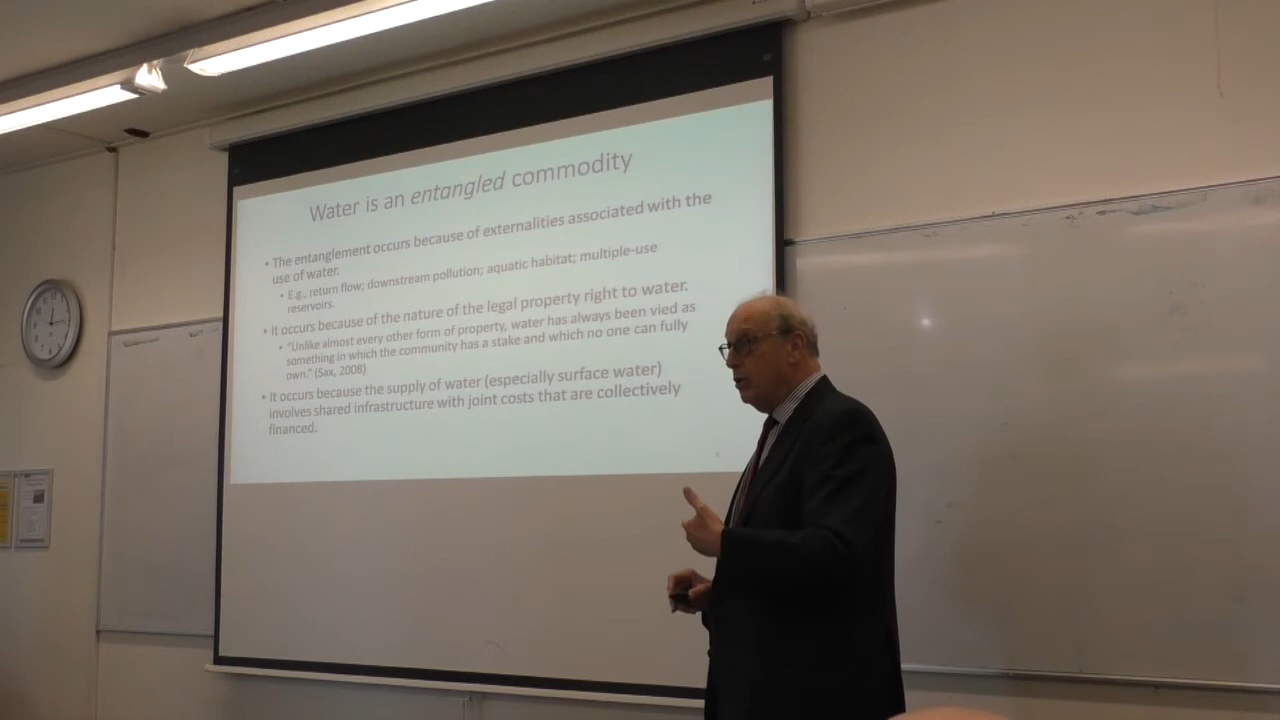 Water is an entangled commodity
• The entanglement occurs because of externalities associated with the
use of water.
• E.g., return flow; downstream pollution; aquatic habitat; multiple-use
reservoirs.
• It occurs because of the nature of the legal property right to water.
• "Unlike almost every other form of property, water has always been vied as
something in which the community has a stake and which no one can fully
own." (Sax, 2008)
• It occurs because the supply of water (especially surface water)
involves shared infrastructure with joint costs that are collectively
financed.